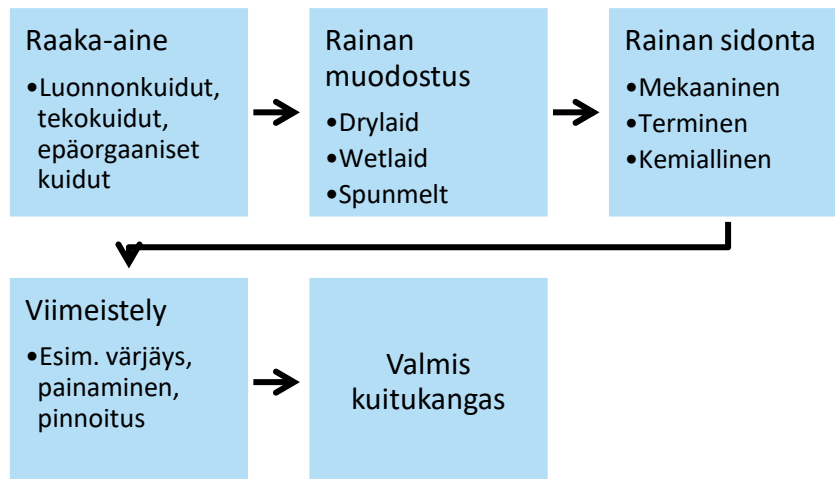 Raaka-aine
•Luonnonkuidut,
tekokuidut,
epäorgaaniset
kuidut
Rainan
muodostus
•Drylaid
•Wetlaid
•Spunmelt
Rainan sidonta
•Mekaaninen
•Terminen
•Kemiallinen
Viimeistely
•Esim. värjäys,
painaminen,
pinnoitus
Valmis
kuitukangas